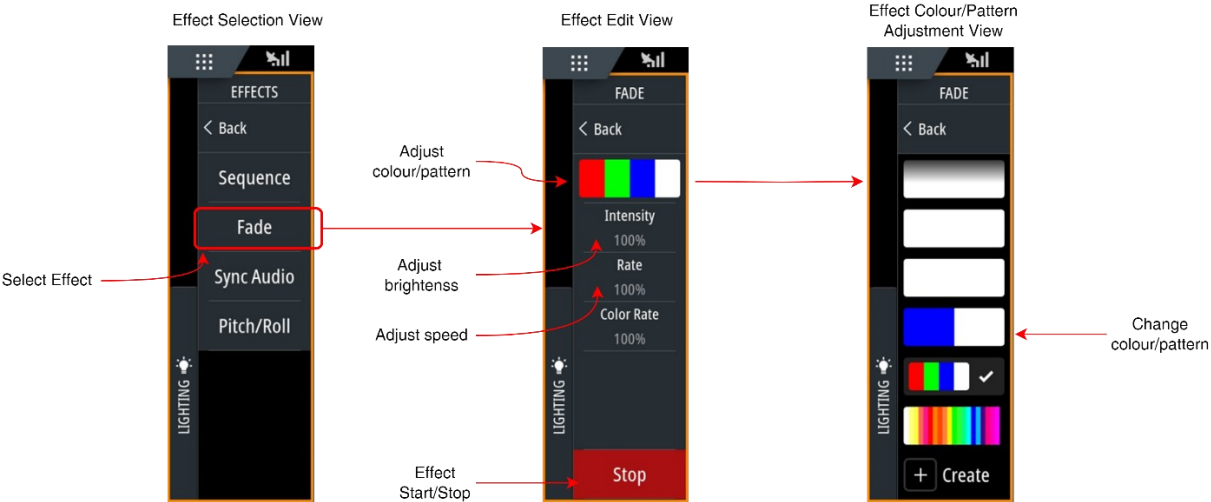 Effect Selection View
EFFECTS
Back
Sequence
Fade
Sync Audio
Pitch/Roll
LIGHTING
Select Effect
Effect Edit View
FADE
Back
Intensity
100%
Rate
100%
Color Rate
100%
LIGHTING
Stop
Adjust
colour/pattern
Adjust
brightenss
Adjust speed
Effect
Start/Stop
Effect Colour/Pattern
Adjustment View
FADE
Back
LIGHTING
+ Create
Change
colour/pattern